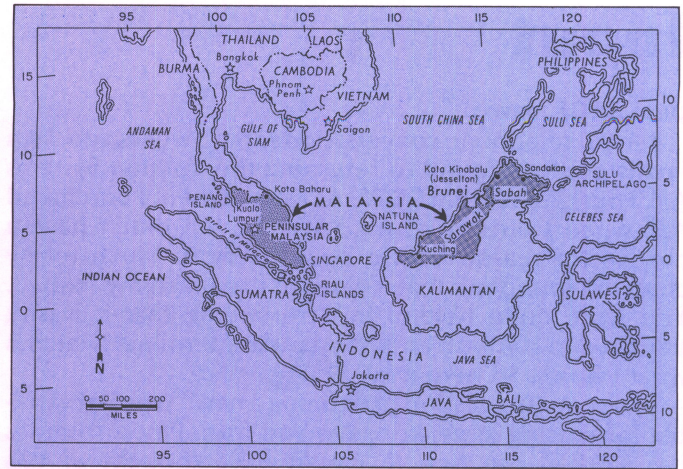 95 100 105 110 115 120
THAILAND
LAOS
Bangkok
BURMA
CAMBODIA
Phnom
Penh
VIETNAM
PHILIPPINES
15
10
ANDAMAN
SEA
GULF OF
SIAM
Saigon
SOUTH CHINA SEA
SULU SEA
10
5
Kota Kinabalu
(Jesselton)
Sandakan
SULU
ARCHIPELAGO
Brunei
Sabah
PENANG
ISLAND
Kota Baharu
MALAYSIA
Kuala
Lumpur
PENINSULAR
MALAYSIA
NATUNA
ISLAND
Sarawak
CELEBES SEA
5
0
Strait of Malacca
Kuching
SINGAPORE
INDIAN OCEAN
SUMATRA
RIAU
ISLANDS
KALIMANTAN
SULAWESI
0
5
INDONESIA
JAVA SEA
N
Jakarta
5
10
0 50 100 200
MILES
JAVA
BALI
95 100 105 110 115 120